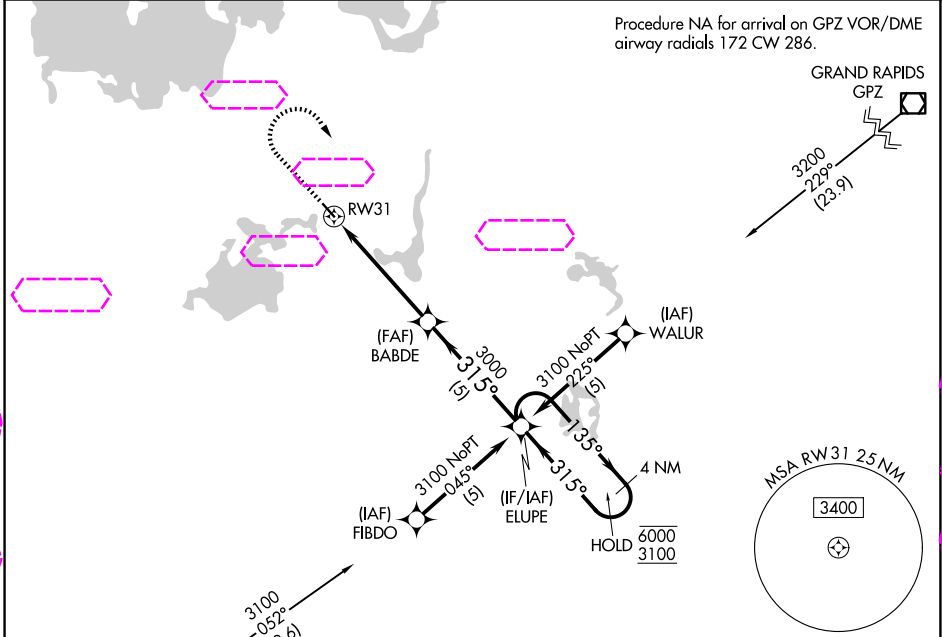 Procedure NA for arrival on GPZ VOR/DME
airway radials 172 CW 286.
GRAND RAPIDS
GPZ
3200
229°
(23.9)
RW31
(FAF)
BABDE
3000
315°
(5)
(IAF)
WALUR
3100 NoPT
225°
(5)
135°
315°
4 NM
3100 NoPT
045°
(5)
(IAF)
FIBDO
(IF/IAF)
ELUPE
HOLD
6000
3100
MSA RW31 25 NM
3400
3100
052°